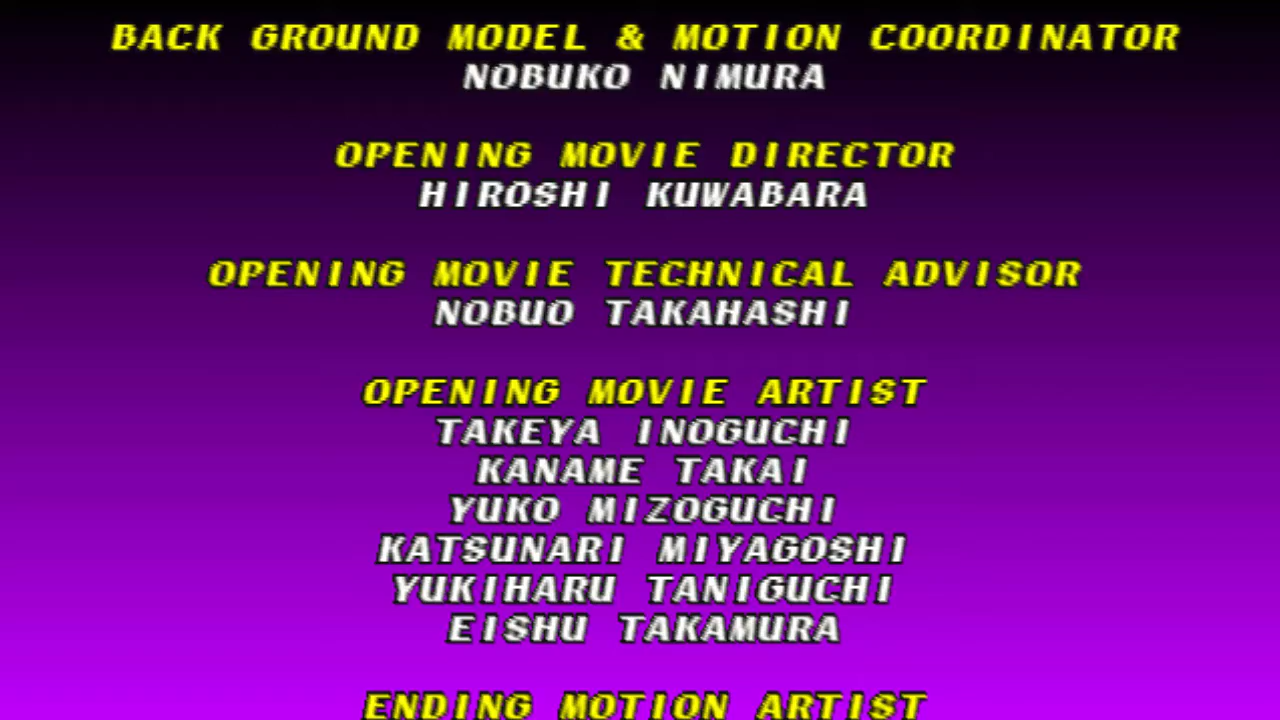 BACK GROUND MODEL & MOTION COORDINATOR
NOBUKO NIMURA
OPENING MOVIE DIRECTOR
HIROSHI KUWABARA
OPENING MOVIE TECHNICAL ADVISOR
NOBUO TAKAHASHI
OPENING MOVIE ARTIST
TAKEYA INOGUCHI
KANAME TAKAI
YUKO MIZOGUCHI
KATSUNARI MIYAGOSHI
YUKIHARU TANIGUCHI
EISHU TAKAMURA
ENDING MOTION ARTIST